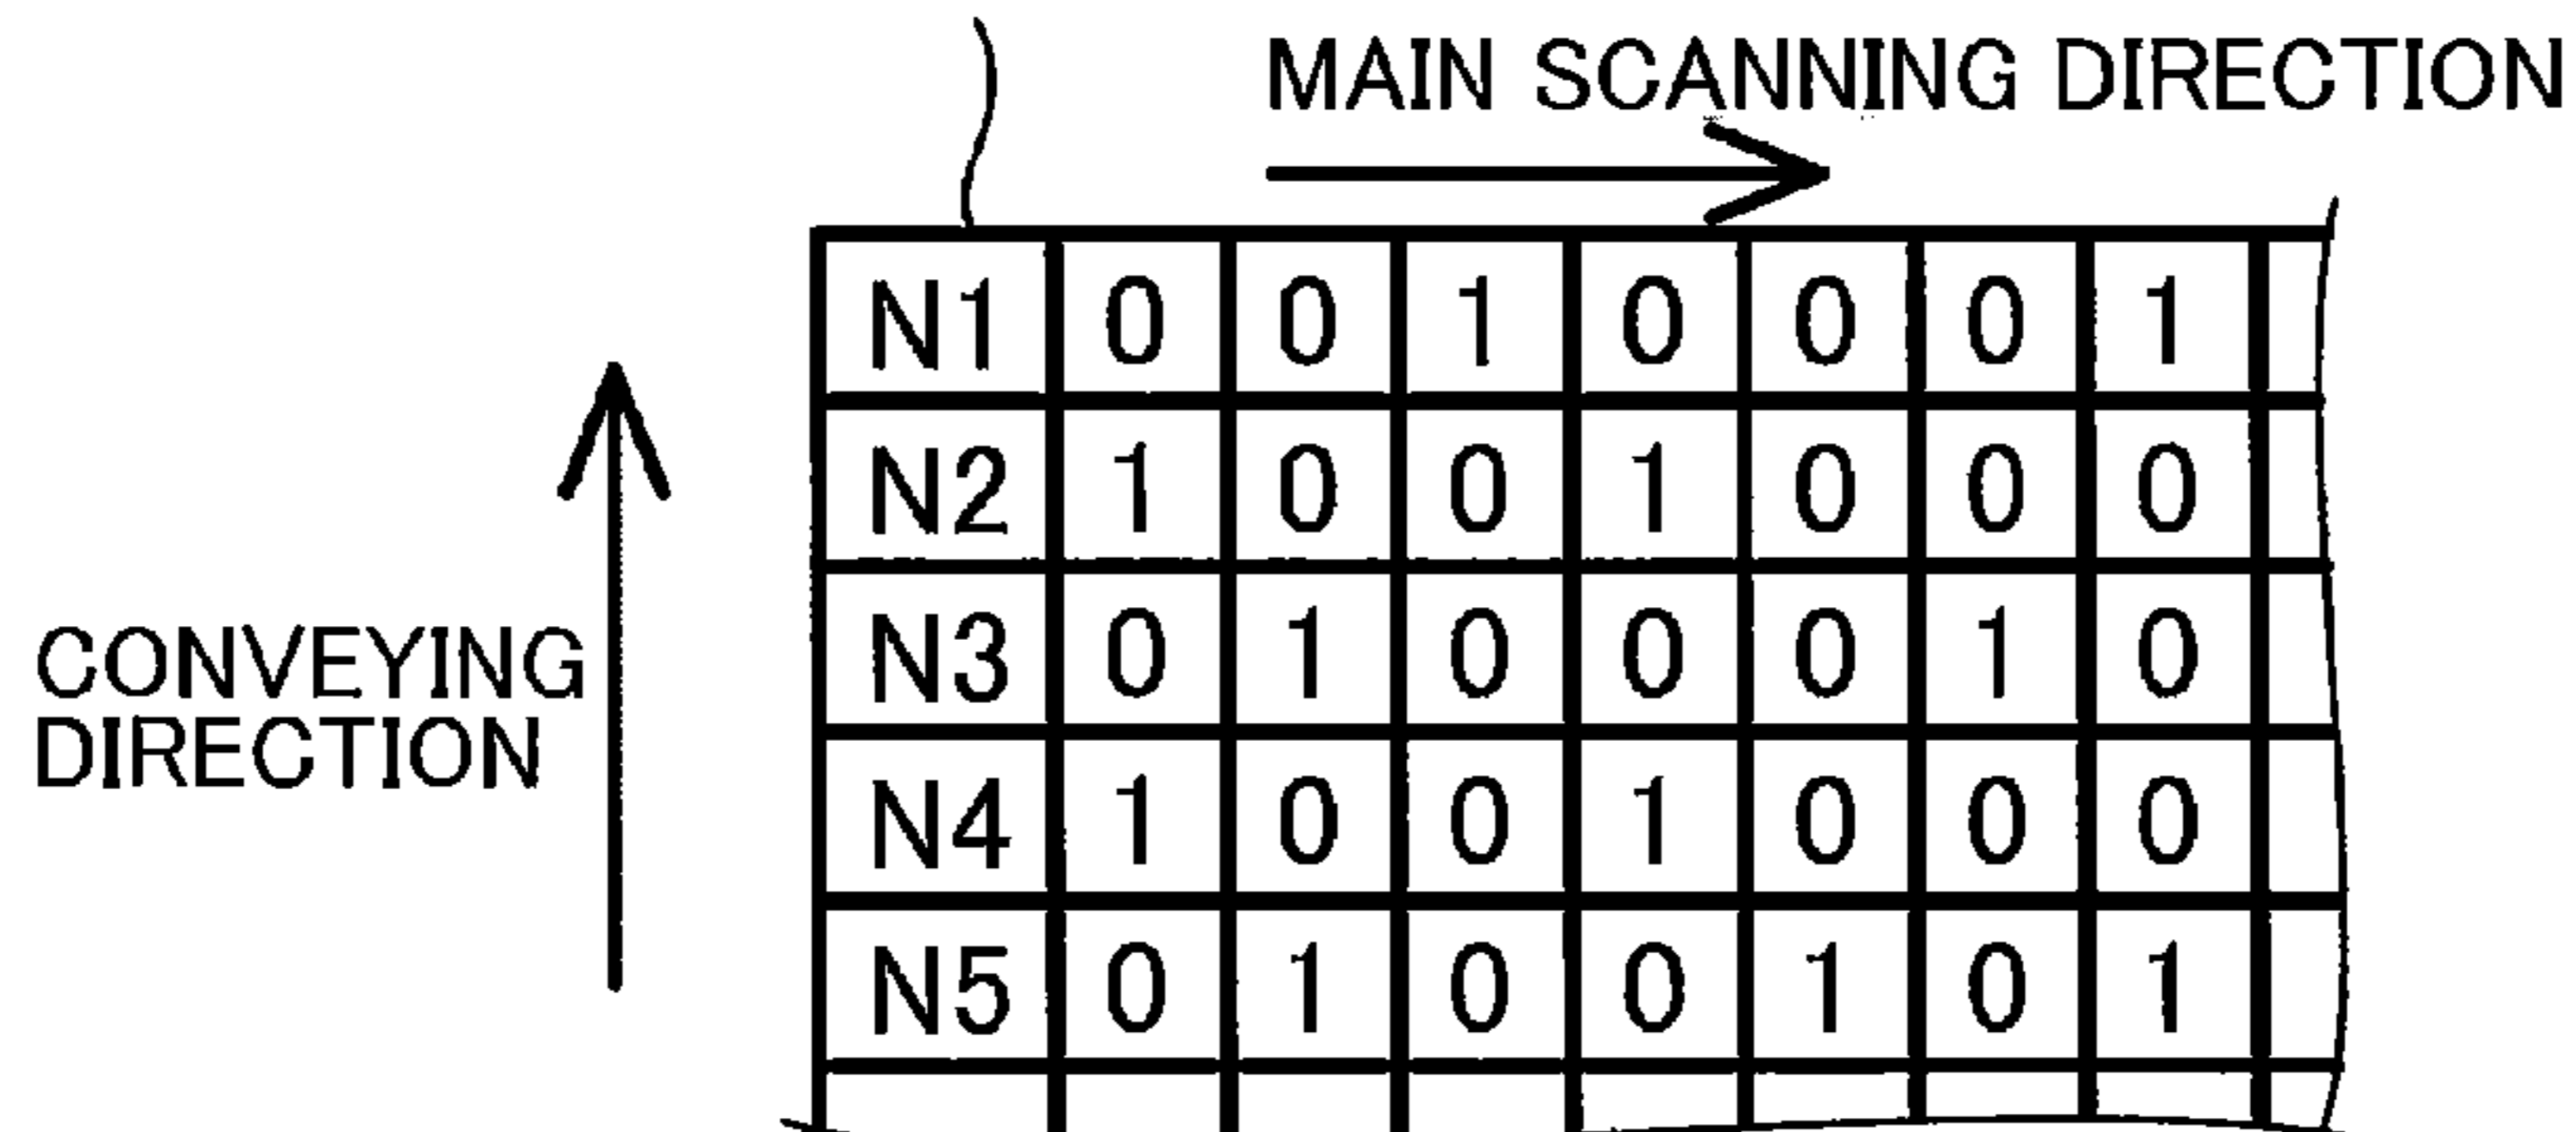 MAIN SCANNING DIRECTION
N1 0 0 1 0 0 0 1
N2 1 0 0 1 0 0 0
N3 0 1 0 0 0 1 0
CONVEYING
DIRECTION
N4 1 0 0 1 0 0 0
N5 0 1 0 0 1 0 1